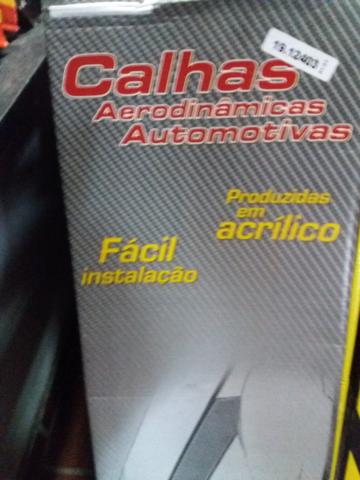 19.12403
Calhas
Aerodinâmicas
Automotivas
Produzidas
em
acrílico
Fácil
instalação